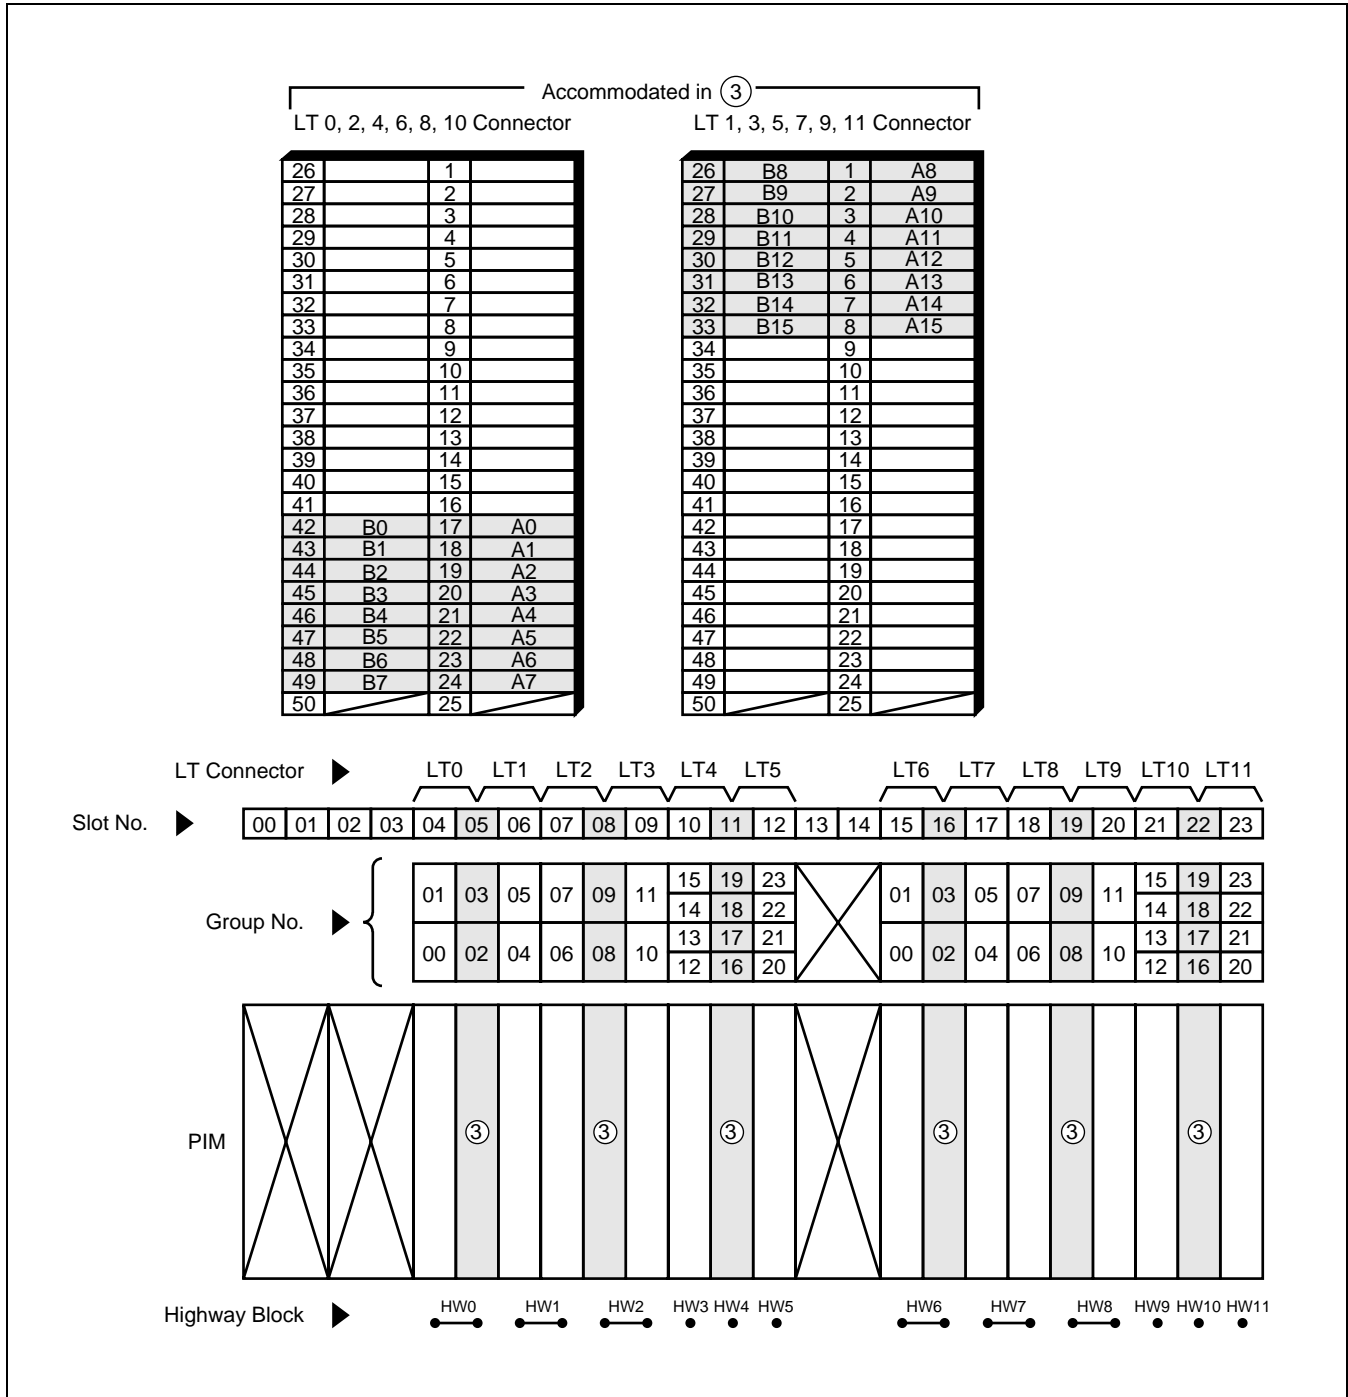 Accommodated in 3
LT 0, 2, 4, 6, 8, 10 Connector LT 1, 3, 5, 7, 9, 11 Connector
26 1 26 B8 1 A8
27 2 27 B9 2 A9
28 3 28 B10 3 A10
29 4 29 B11 4 A11
30 5 30 B12 5 A12
31 6 31 B13 6 A13
32 7 32 B14 7 A14
33 8 33 B15 8 A15
34 9 34 9
35 10 35 10
36 11 36 11
37 12 37 12
38 13 38 13
39 14 39 14
40 15 40 15
41 16 41 16
42 B0 17 A0 42 17
43 B1 18 A1 43 18
44 B2 19 A2 44 19
45 B3 20 A3 45 20
46 B4 21 A4 46 21
47 B5 22 A5 47 22
48 B6 23 A6 48 23
49 B7 24 A7 49 24
50 25 50 25
LT Connector LT0 LT1 LT2 LT3 LT4 LT5 LT6 LT7 LT8 LT9 LT10 LT11
Slot No. 00 01 02 03 04 05 06 07 08 09 10 11 12 13 14 15 16 17 18 19 20 21 22 23
15 19 23 15 19 23
01 03 05 07 09 11 01 03 05 07 09 11
14 18 22 14 18 22
Group No.
13 17 21 13 17 21
00 02 04 06 08 10 00 02 04 06 08 10
12 16 20 12 16 20
PIM 3 3 3 3 3 3
Highway Block HW0 HW1 HW2 HW3 HW4 HW5 HW6 HW7 HW8 HW9 HW10 HW11